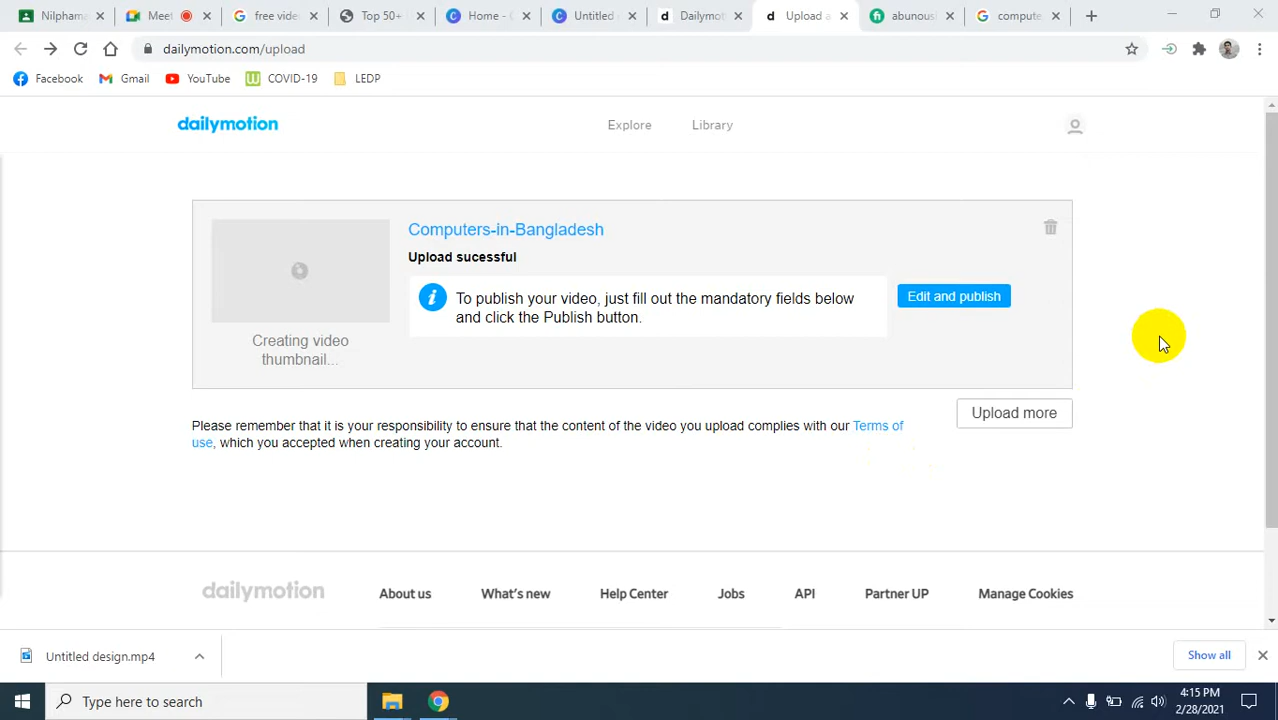 Nilphama
Meet
free vide
Top 50+
Home - C
Untitled
Dailymot
Upload a
abunous
compute
dailymotion.com/upload
Facebook
Gmail
YouTube
COVID-19
LEDP
dailymotion
Explore
Library
Computers-in-Bangladesh
Upload sucessful
To publish your video, just fill out the mandatory fields below
and click the Publish button.
Edit and publish
Creating video
thumbnail...
Upload more
Please remember that it is your responsibility to ensure that the content of the video you upload complies with our Terms of
use, which you accepted when creating your account.
dailymotion
About us
What's new
Help Center
Jobs
API
Partner UP
Manage Cookies
Untitled design.mp4
Show all
Type here to search
4:15 PM
2/28/2021